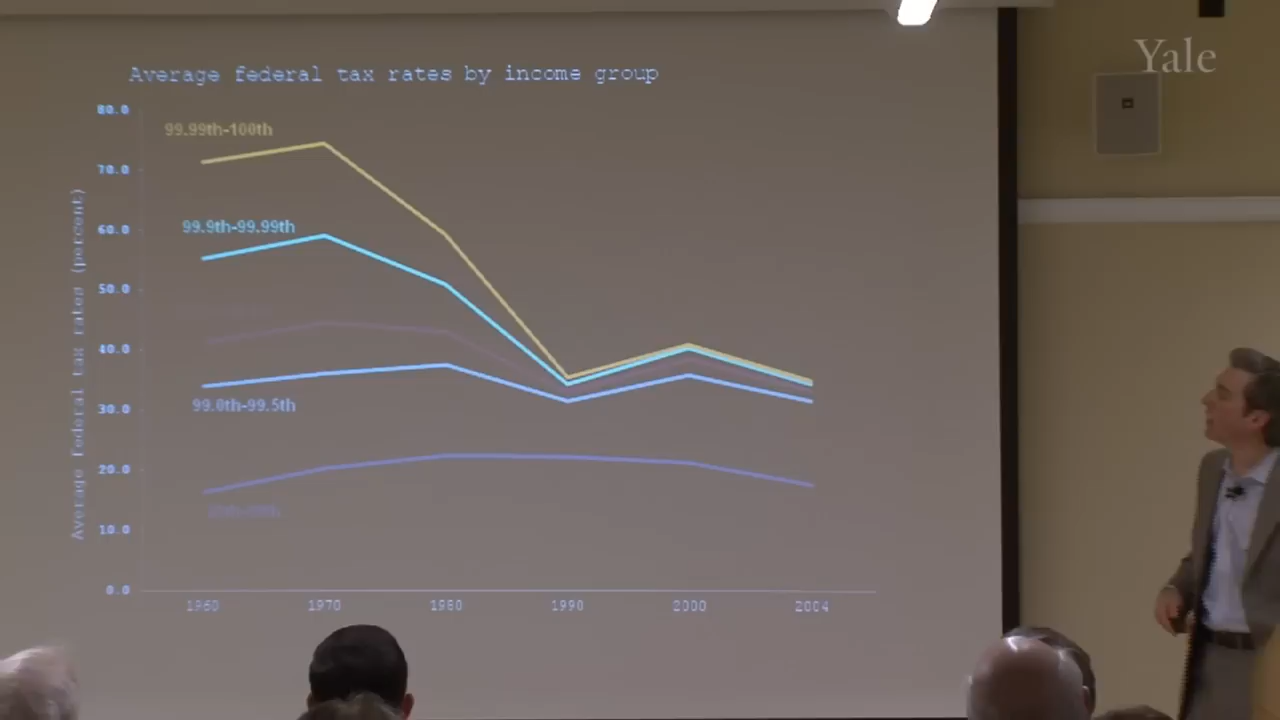 Yale
Average federal tax rates by income group
Average federal tax rates (percent)
80.0
70.0
60.0
50.0
40.0
30.0
20.0
10.0
0.0
99.99th-100th
99.9th-99.99th
99.0th-99.5th
1960 1970 1980 1990 2000 2004